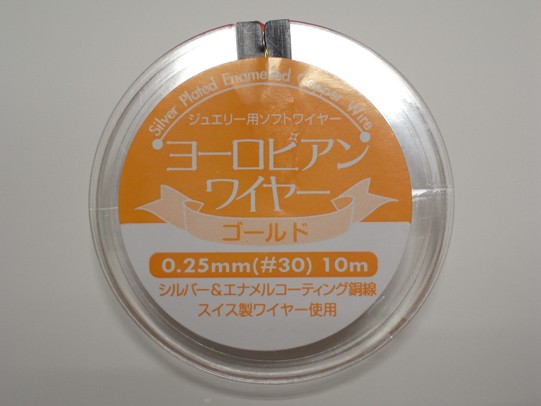 Silver Plated Enamelled Copper Wire
ジュエリー用ソフトワイヤー
ヨーロピアン
ワイヤー
ゴールド
0.25mm(#30) 10m
シルバー&エナメルコーティング銅線
スイス製ワイヤー使用